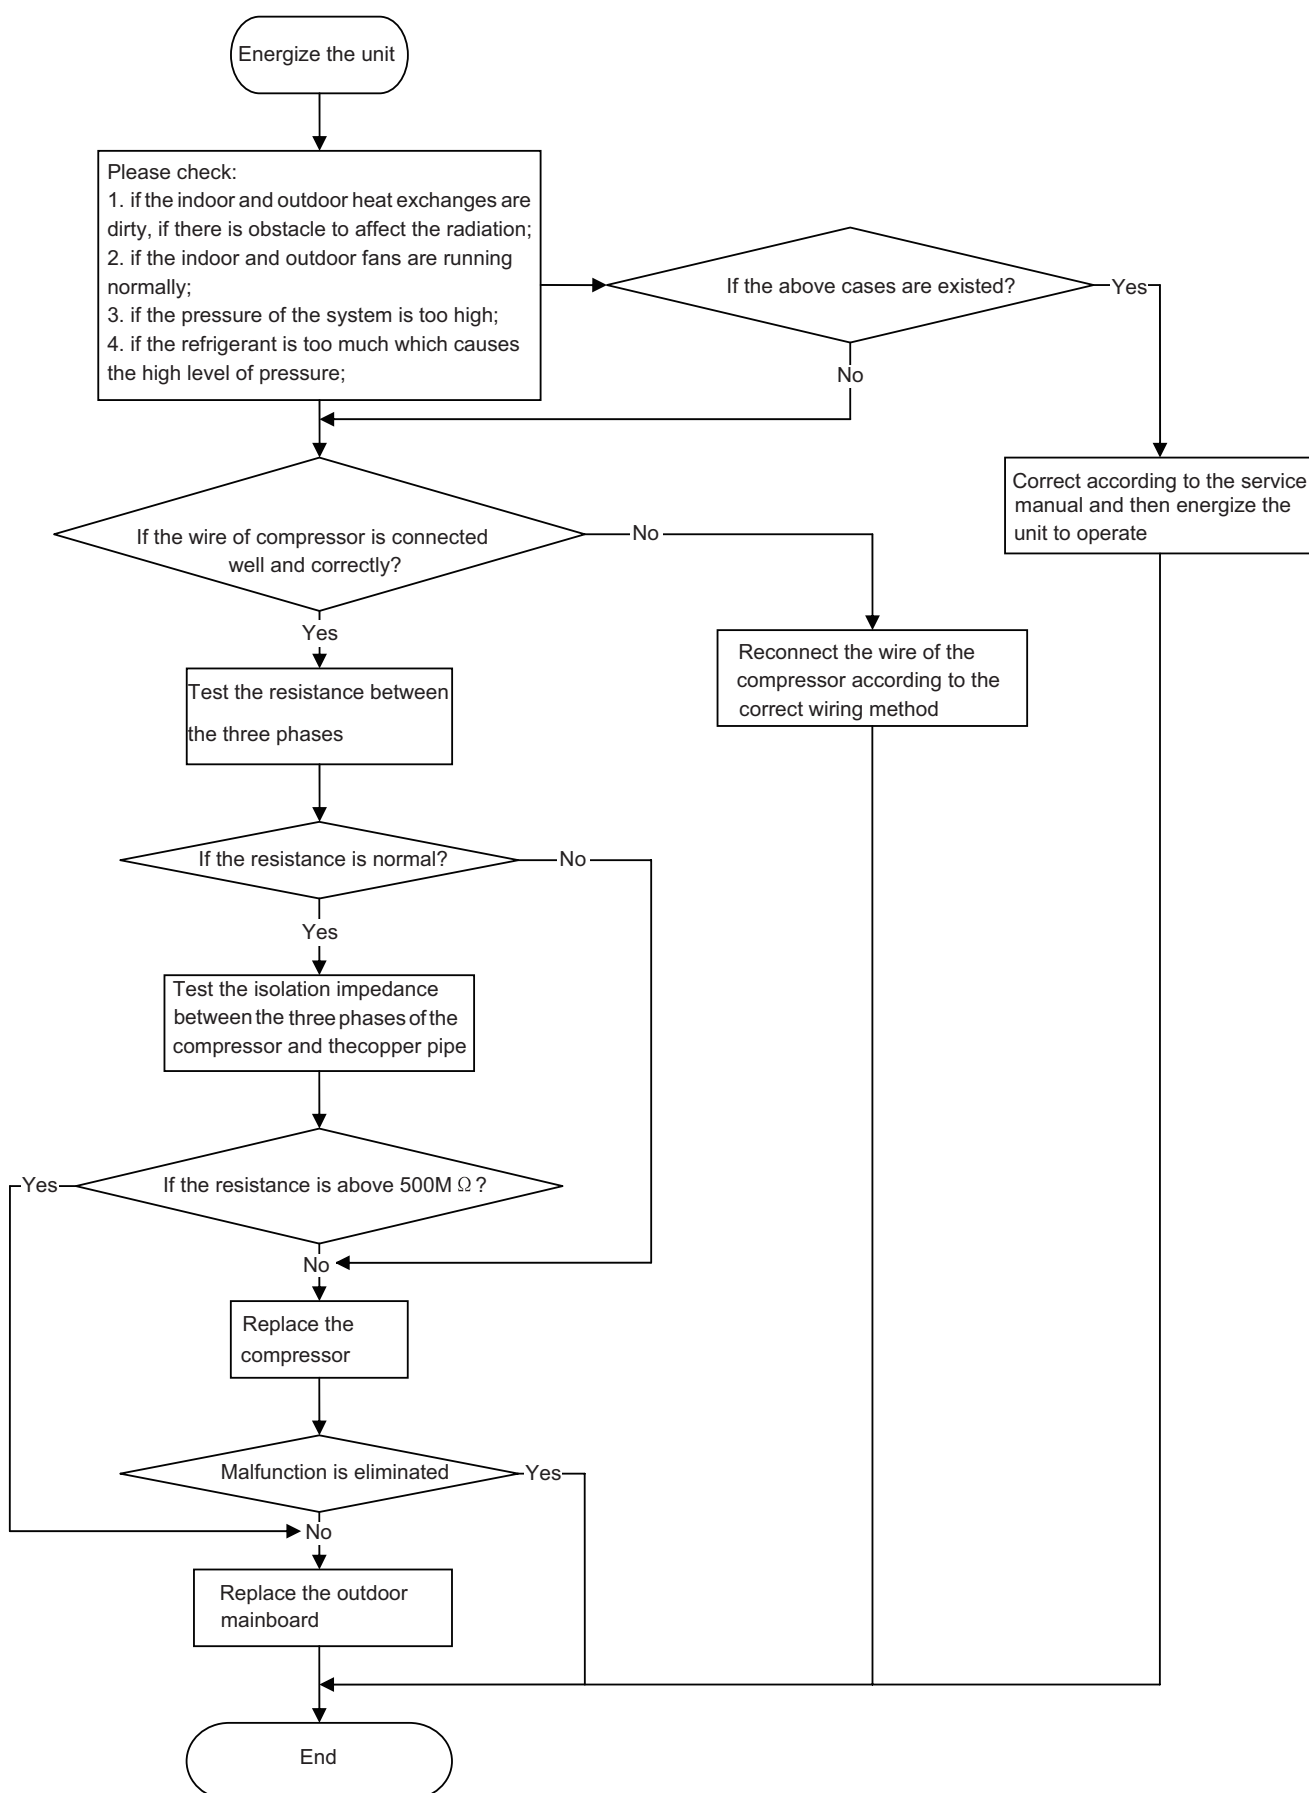 Energize the unit
Please check:
1. if the indoor and outdoor heat exchanges are
dirty, if there is obstacle to affect the radiation;
2. if the indoor and outdoor fans are running
normally;
3. if the pressure of the system is too high;
4. if the refrigerant is too much which causes
the high level of pressure;
If the above cases are existed?
Yes
No
Correct according to the service
manual and then energize the
unit to operate
If the wire of compressor is connected
well and correctly?
No
Yes
Reconnect the wire of the
compressor according to the
correct wiring method
Test the resistance between
the three phases
If the resistance is normal?
No
Yes
Test the isolation impedance
between the three phases of the
compressor and thecopper pipe
Yes
If the resistance is above 500M Ω ?
No
Replace the
compressor
Malfunction is eliminated
Yes
No
Replace the outdoor
mainboard
End